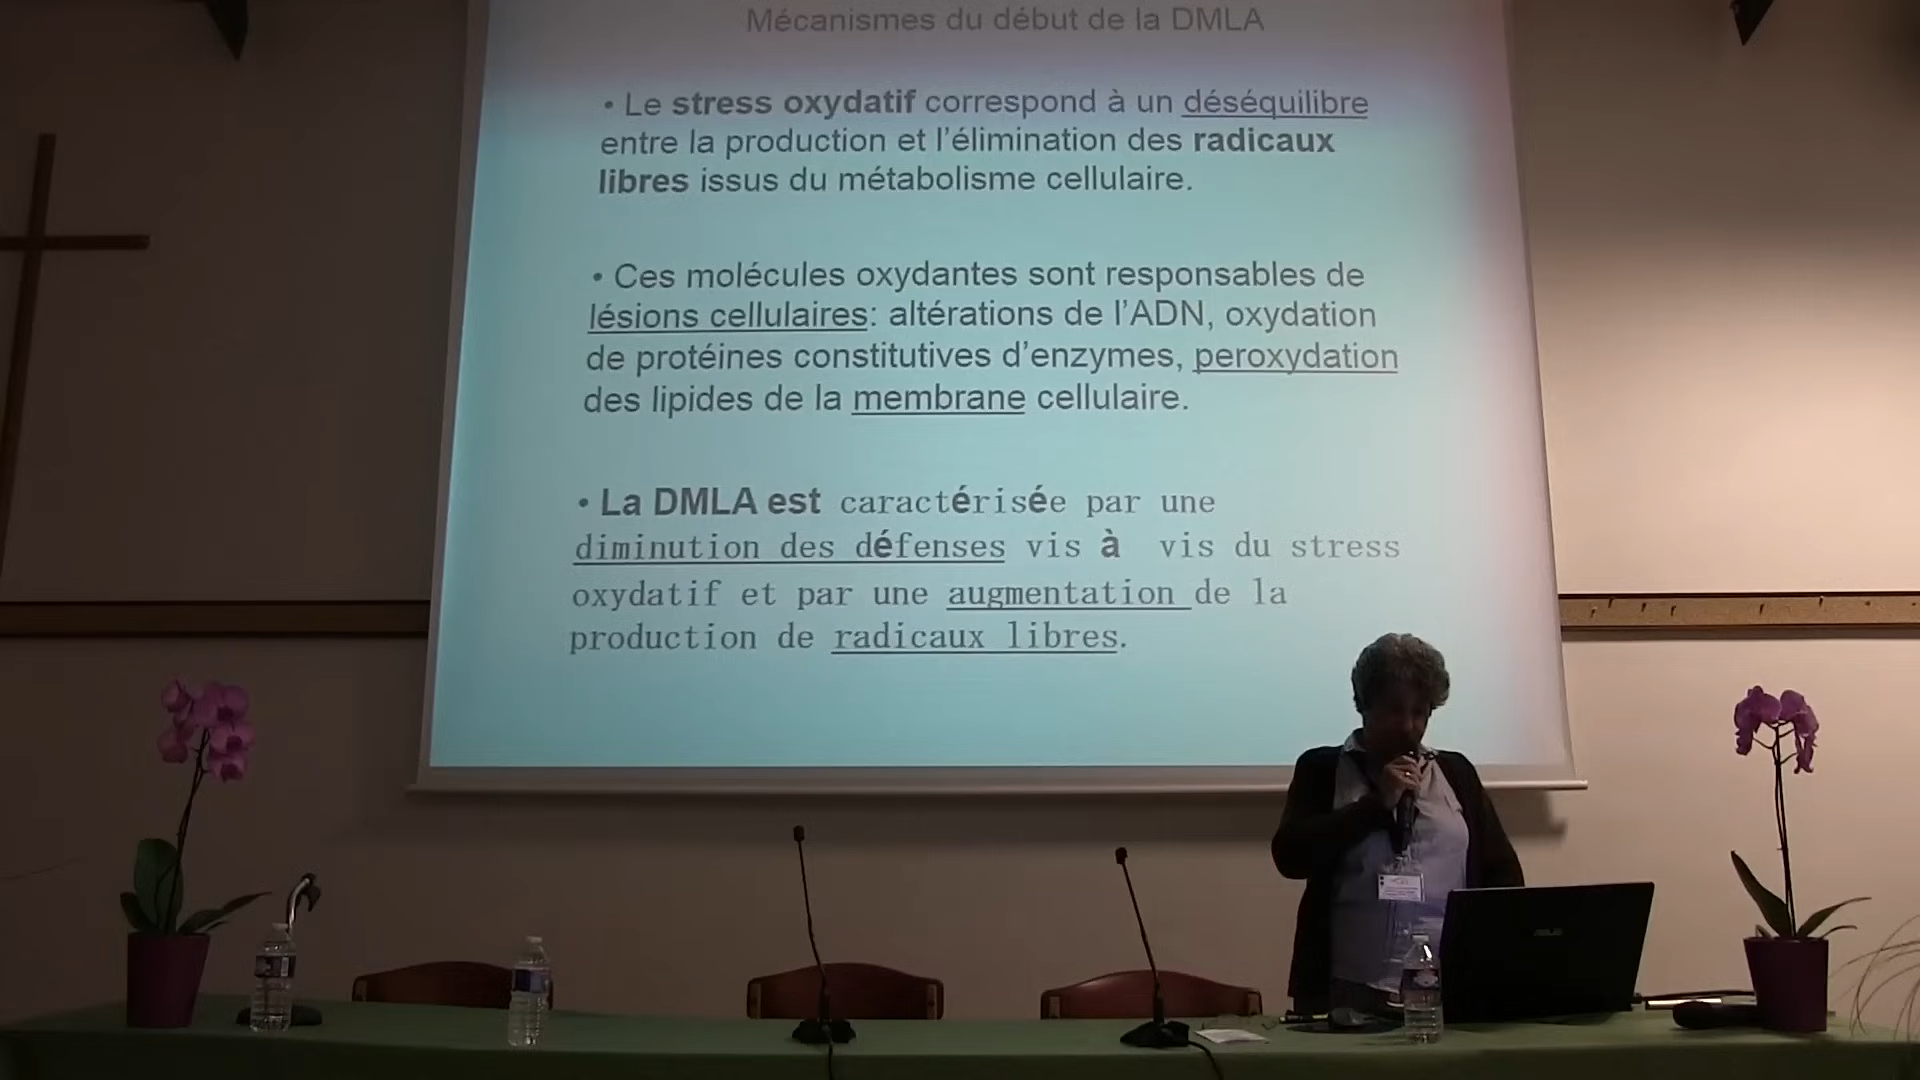 Mécanismes du début de la DMLA
• Le stress oxydatif correspond à un déséquilibre
entre la production et l'élimination des radicaux
libres issus du métabolisme cellulaire.
• Ces molécules oxydantes sont responsables de
lésions cellulaires: altérations de l'ADN, oxydation
de protéines constitutives d'enzymes, peroxydation
des lipides de la membrane cellulaire.
• La DMLA est caractérisée par une
diminution des défenses vis à vis du stress
oxydatif et par une augmentation de la
production de radicaux libres.
ASUS